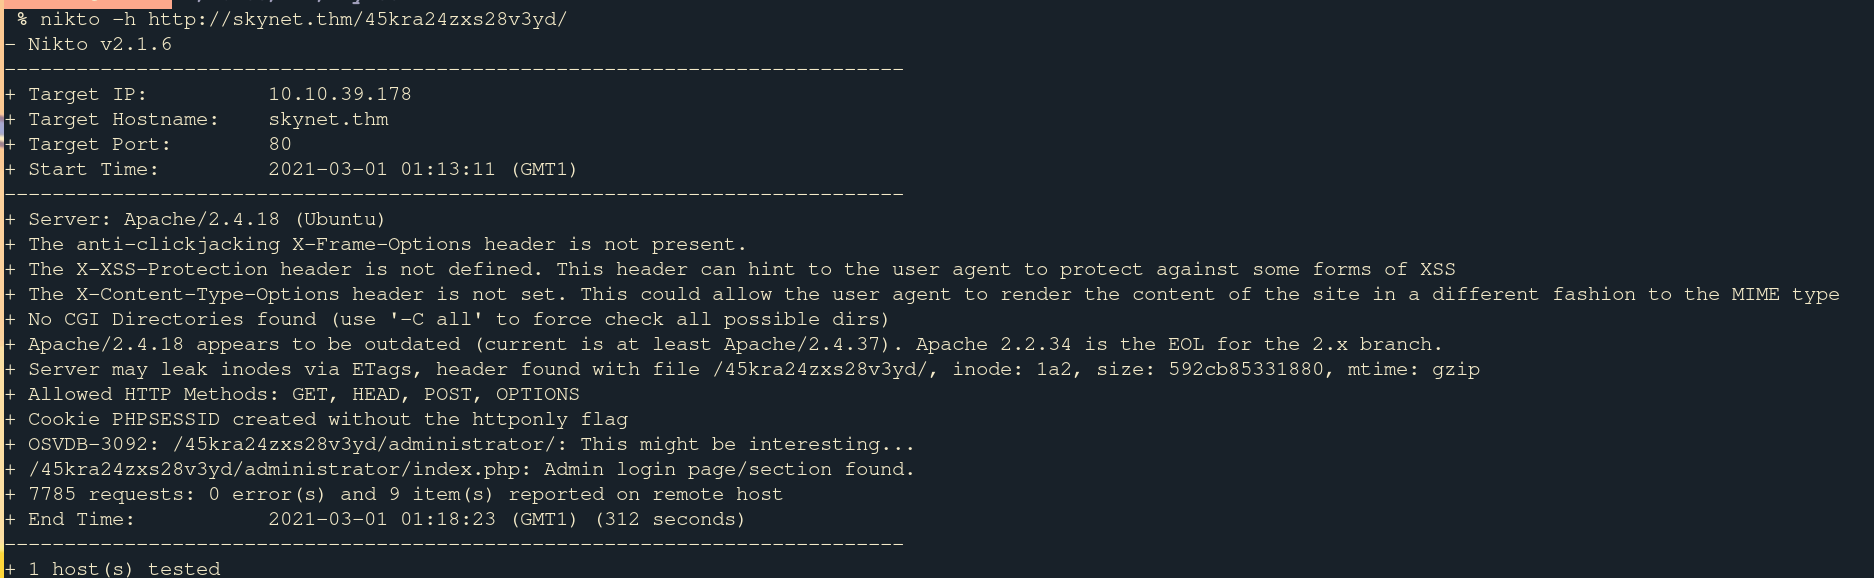 % nikto -h http://skynet.thm/45kra24zxs28v3yd/
- Nikto v2.1.6
---------------------------------------------------------------------------
+ Target IP:          10.10.39.178
+ Target Hostname:    skynet.thm
+ Target Port:        80
+ Start Time:         2021-03-01 01:13:11 (GMT1)
---------------------------------------------------------------------------
+ Server: Apache/2.4.18 (Ubuntu)
+ The anti-clickjacking X-Frame-Options header is not present.
+ The X-XSS-Protection header is not defined. This header can hint to the user agent to protect against some forms of XSS
+ The X-Content-Type-Options header is not set. This could allow the user agent to render the content of the site in a different fashion to the MIME type
+ No CGI Directories found (use '-C all' to force check all possible dirs)
+ Apache/2.4.18 appears to be outdated (current is at least Apache/2.4.37). Apache 2.2.34 is the EOL for the 2.x branch.
+ Server may leak inodes via ETags, header found with file /45kra24zxs28v3yd/, inode: 1a2, size: 592cb85331880, mtime: gzip
+ Allowed HTTP Methods: GET, HEAD, POST, OPTIONS
+ Cookie PHPSESSID created without the httponly flag
+ OSVDB-3092: /45kra24zxs28v3yd/administrator/: This might be interesting...
+ /45kra24zxs28v3yd/administrator/index.php: Admin login page/section found.
+ 7785 requests: 0 error(s) and 9 item(s) reported on remote host
+ End Time:           2021-03-01 01:18:23 (GMT1) (312 seconds)
---------------------------------------------------------------------------
+ 1 host(s) tested